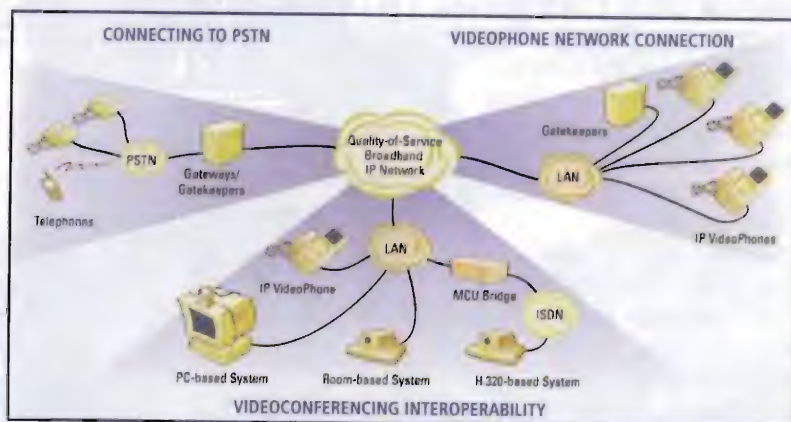 CONNECTING TO PSTN
VIDEOPHONE NETWORK CONNECTION
Gatekeepers
Quality-of-Service
Broadband
IP Network
PSTN
Gateways/
Gatekeepers
LAN
Telephones
IP VideoPhones
LAN
IP VideoPhone
MCU Bridge
ISDN
PC-based System
Room-based System
H.320-based System
VIDEOCONFERENCING INTEROPERABILITY